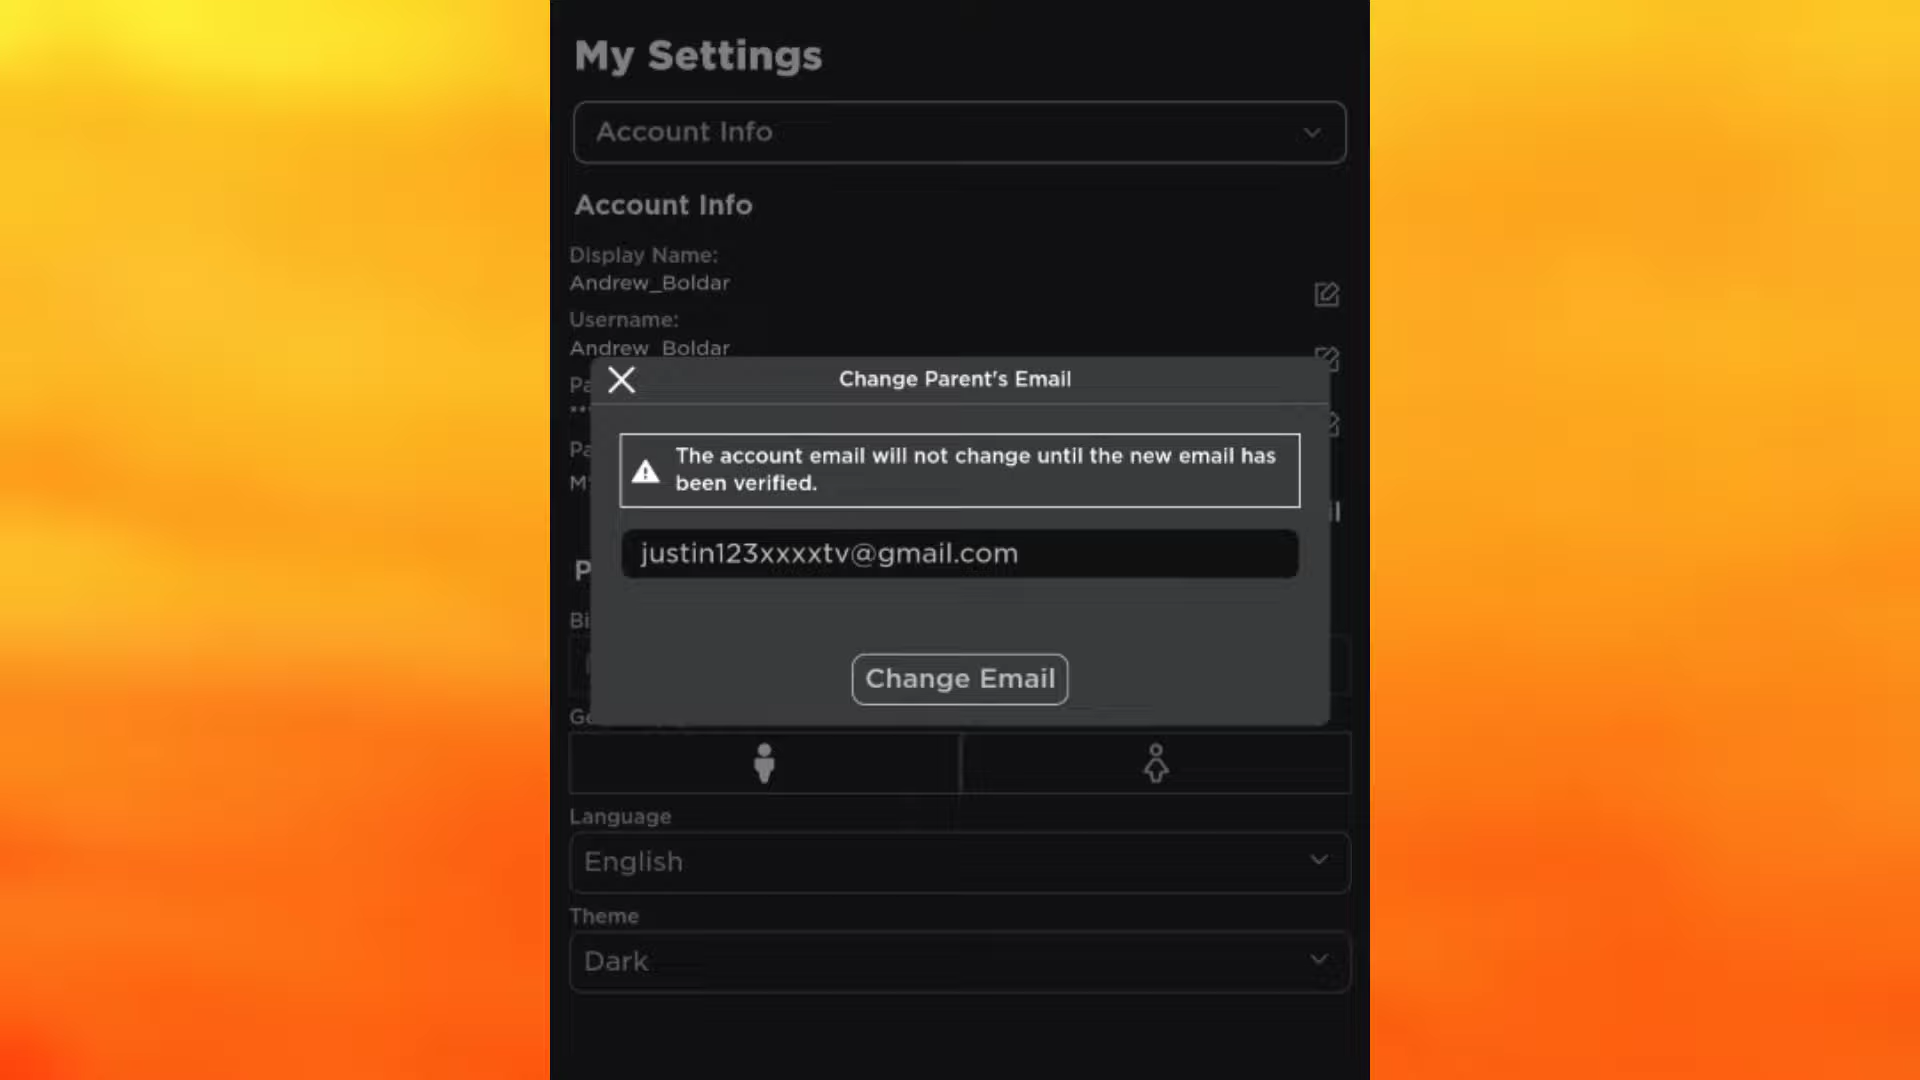 My Settings
Account Info
Account Info
Display Name:
Andrew_Boldar
Username:
Andrew_Boldar
Change Parent's Email
The account email will not change until the new email has
been verified.
justin123xxxxtv@gmail.com
Change Email
Language
English
Theme
Dark